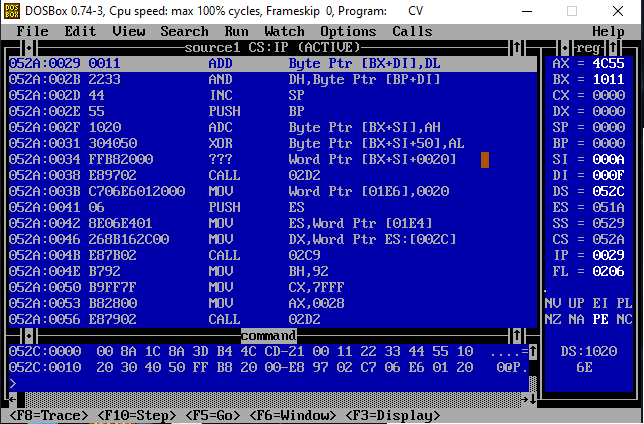 DOSBox 0.74-3, Cpu speed: max 100% cycles, Frameskip 0, Program: CV
File Edit View Search Run Watch Options Calls Help
source1 CS:IP (ACTIVE)
reg
052A:0029 0011 ADD Byte Ptr [BX+DI],DL
052A:002B 2233 AND DH,Byte Ptr [BP+DI]
052A:002D 44 INC SP
052A:002E 55 PUSH BP
052A:002F 1020 ADC Byte Ptr [BX+SI],AH
052A:0031 304050 XOR Byte Ptr [BX+SI+50],AL
052A:0034 FFB82000 ??? Word Ptr [BX+SI+0020]
052A:0038 E89702 CALL 02D2
052A:003B C706E6012000 MOV Word Ptr [01E6],0020
052A:0041 06 PUSH ES
052A:0042 8E06E401 MOV ES,Word Ptr [01E4]
052A:0046 268B162C00 MOV DX,Word Ptr ES:[002C]
052A:004B E87B02 CALL 02C9
052A:004E B792 MOV BH,92
052A:0050 B9FF7F MOV CX,7FFF
052A:0053 B82800 MOV AX,0028
052A:0056 E87902 CALL 02D2
AX = 4C55
BX = 1011
CX = 0000
DX = 0000
SP = 0000
BP = 0000
SI = 000A
DI = 000F
DS = 052C
ES = 051A
SS = 0529
CS = 052A
IP = 0029
FL = 0206
NV UP EI PL
NZ NA PE NC
DS:1020
6E
command
052C:0000 00 8A 1C 8A 3D B4 4C CD-21 00 11 22 33 44 55 10 ....=
052C:0010 20 30 40 50 FF B8 20 00-E8 97 02 C7 06 E6 01 20 0@P.
>
<F8=Trace> <F10=Step> <F5=Go> <F6=Window> <F3=Display>